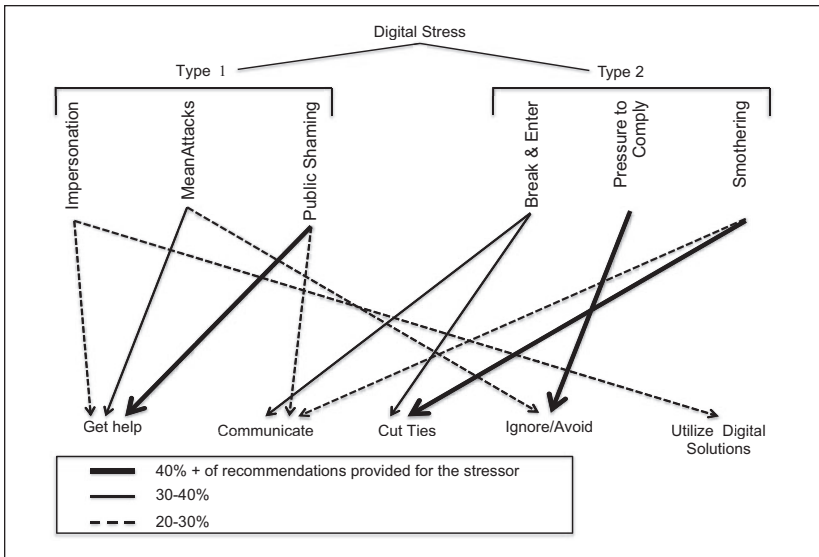 Digital Stress
Type 1
Type 2
Impersonation
MeanAttacks
Public Shaming
Break & Enter
Pressure to
Comply
Smothering
Get help
Communicate
Cut Ties
Ignore/Avoid
Utilize Digital
Solutions
40% + of recommendations provided for the stressor
30-40%
20-30%